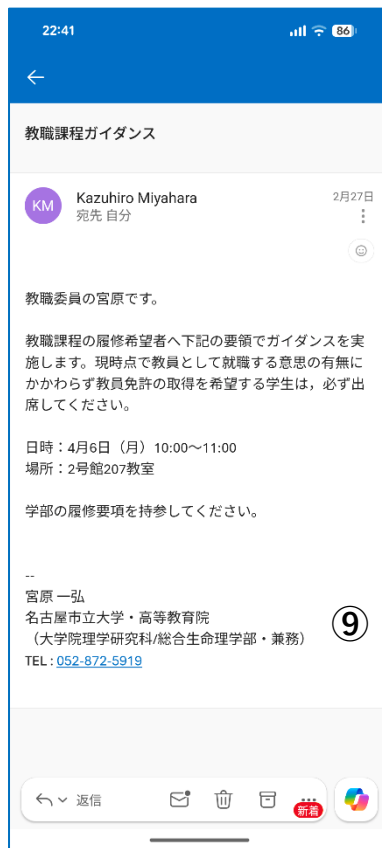 22:41
86
教職課程ガイダンス
KM
Kazuhiro Miyahara
2月27日
宛先 自分
教職委員の宮原です。
教職課程の履修希望者へ下記の要領でガイダンスを実
施します。現時点で教員として就職する意思の有無に
かかわらず教員免許の取得を希望する学生は，必ず出
席してください。
日時：4月6日（月）10:00〜11:00
場所：2号館207教室
学部の履修要項を持参してください。
--
宮原 一弘
名古屋市立大学・高等教育院
（大学院理学研究科/総合生命理学部・兼務）
⑨
TEL : 052-872-5919
返信
新着